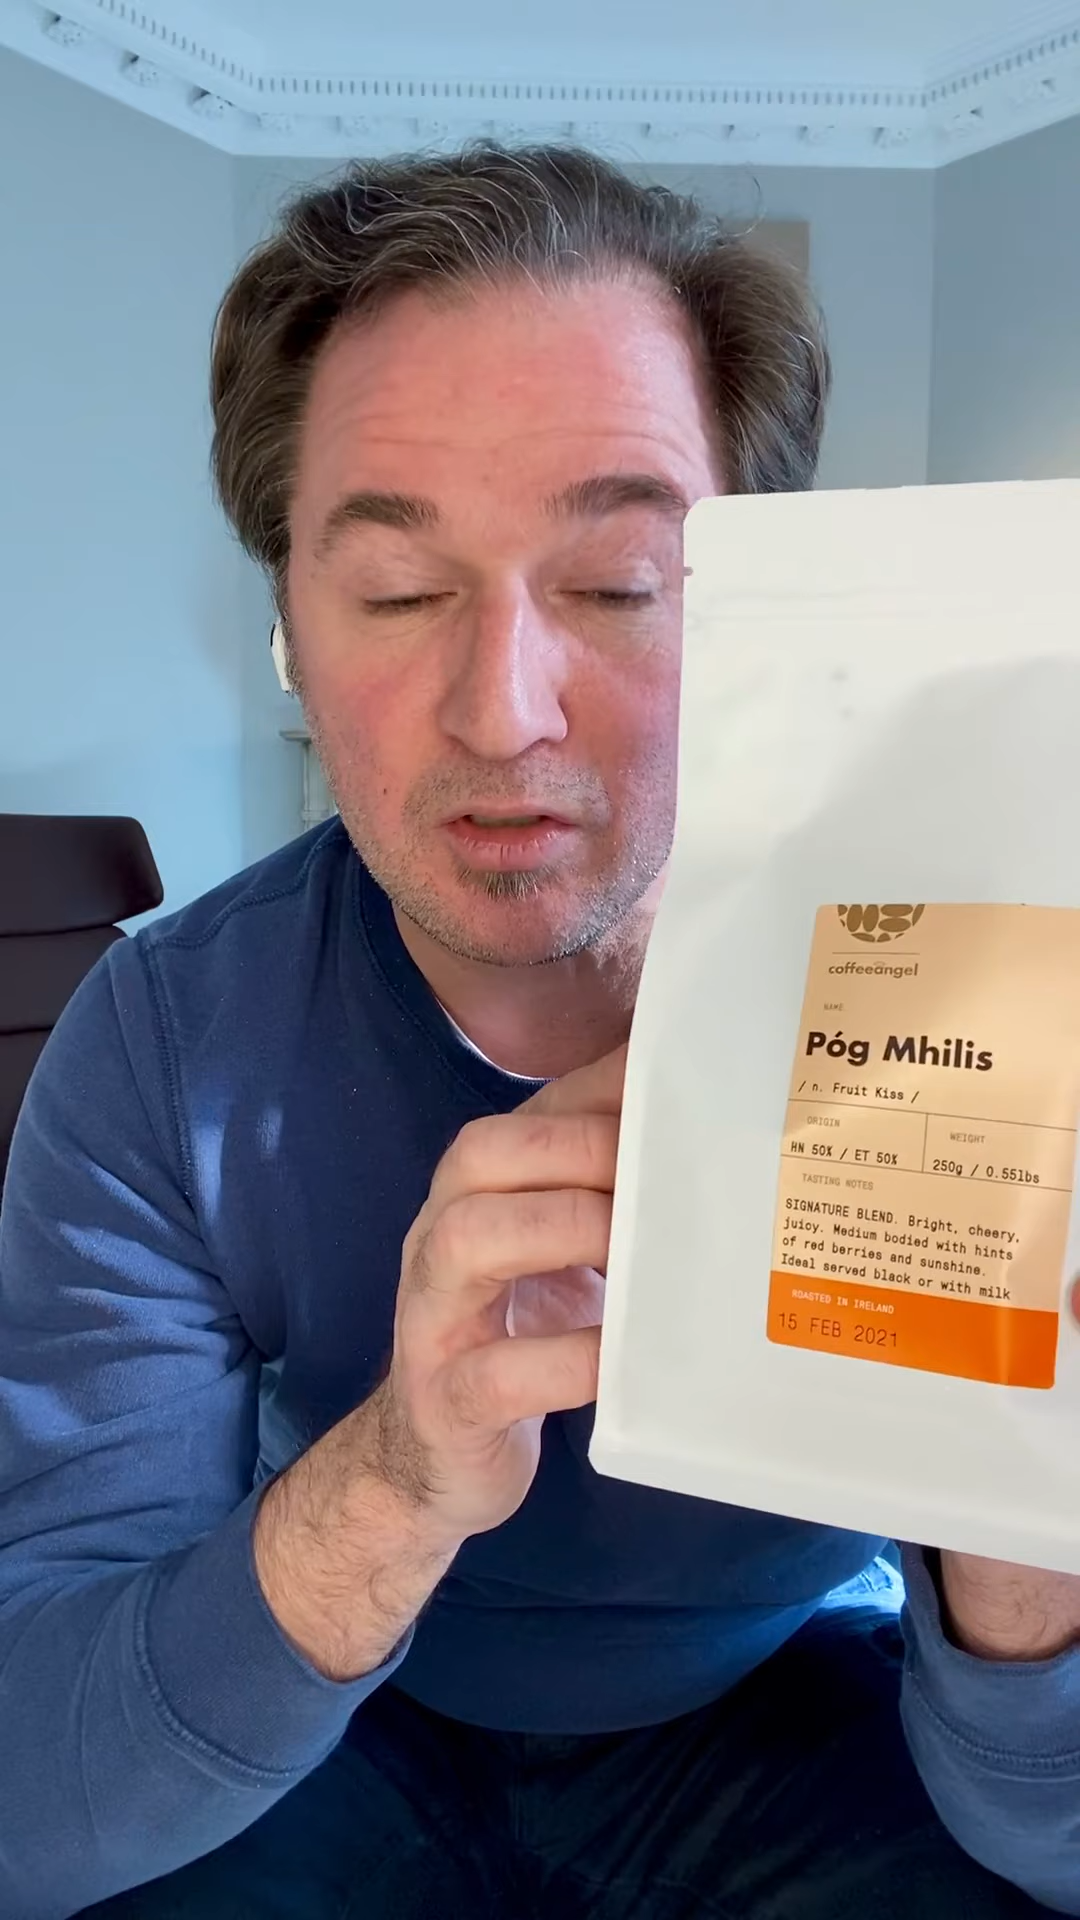 coffeeangel
NAME
Póg Mhilis
/ n. Fruit Kiss /
ORIGIN
HN 50% / ET 50%
WEIGHT
250g / 0.55lbs
TASTING NOTES
SIGNATURE BLEND. Bright, cheery,
juicy. Medium bodied with hints
of red berries and sunshine.
Ideal served black or with milk
ROASTED IN IRELAND
15 FEB 2021